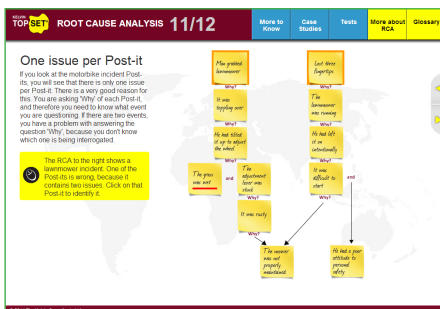 KELVIN
TOP-SET
ROOT CAUSE ANALYSIS 11/12
More to
Know
Case
Studies
Tests
More about
RCA
Glossary
One issue per Post-it
If you look at the motorbike incident Post-
its, you will see that there is only one issue
per Post-it. There is a very good reason for
this. You are asking 'Why' of each Post-it,
and therefore you need to know what event
you are questioning. If there are two events,
you have a problem with answering the
question 'Why', because you don't know
which one is being interrogated.
The RCA to the right shows a
lawnmower incident. One of the
Post-its is wrong, because it
contains two issues. Click on that
Post-it to identify it.
Man grabbed
lawnmower
Why?
It was
toppling over
Why?
He had tilted
it up to adjust
the wheel.
Why?
The grass
was wet
and
The
adjustment
lever was
stuck
Why?
It was rusty
Why?
The mower
was not
properly
maintained
Lost three
fingertips
Why?
The
lawnmower
was running
Why?
He had left
it on
intentionally
Why?
It was
difficult to
start
and
Why?
He had a poor
attitude to
personal
safety